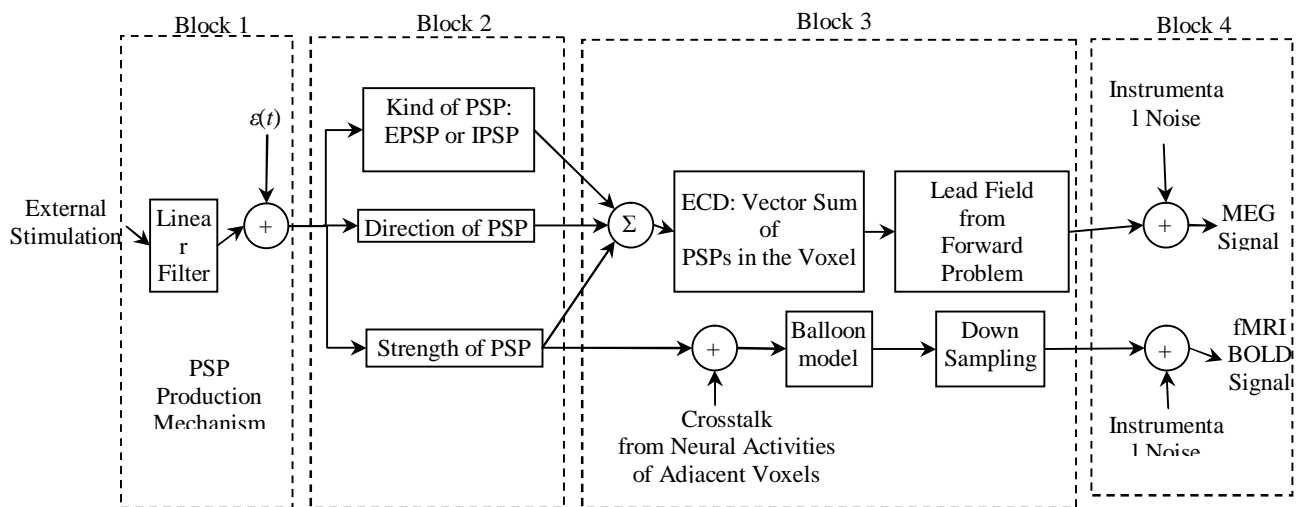 Block 1
Block 2
Block 3
Block 4
External
Stimulation
Linea
r
Filter
ε(t)
+
PSP
Production
Mechanism
Kind of PSP:
EPSP or IPSP
Direction of PSP
Strength of PSP
Σ
ECD: Vector Sum
of
PSPs in the Voxel
Lead Field
from
Forward
Problem
+
Crosstalk
from Neural Activities
of Adjacent Voxels
Balloon
model
Down
Sampling
Instrumenta
l Noise
+
MEG
Signal
+
fMRI
BOLD
Signal
Instrumenta
l Noise